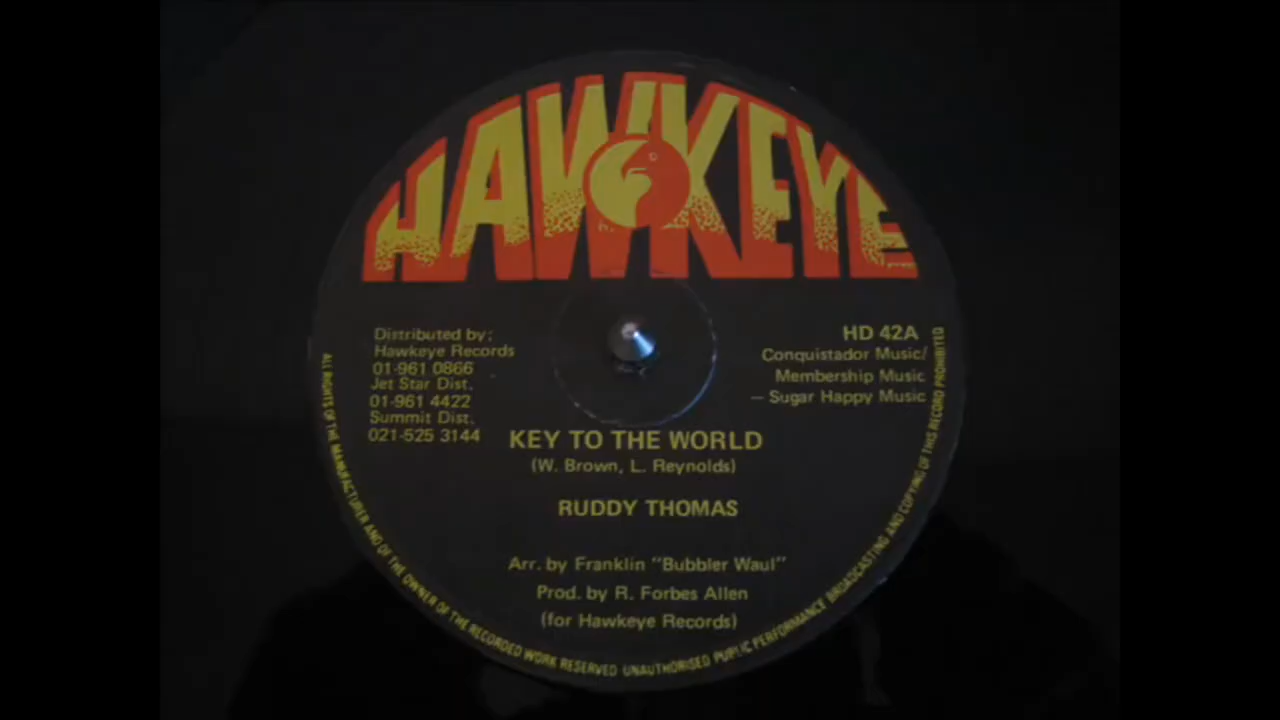 HAWKEYE
Distributed by:
Hawkeye Records
01-961 0866
Jet Star Dist.
01-961 4422
Summit Dist.
021-525 3144
HD 42A
Conquistador Music/
Membership Music
— Sugar Happy Music
KEY TO THE WORLD
(W. Brown, L. Reynolds)
RUDDY THOMAS
Arr. by Franklin "Bubbler Waul"
Prod. by R. Forbes Allen
(for Hawkeye Records)
ALL RIGHTS OF THE MANUFACTURER AND OF THE OWNER OF THE RECORDED WORK RESERVED UNAUTHORISED PUBLIC PERFORMANCE BROADCASTING AND COPYING OF THIS RECORD PROHIBITED